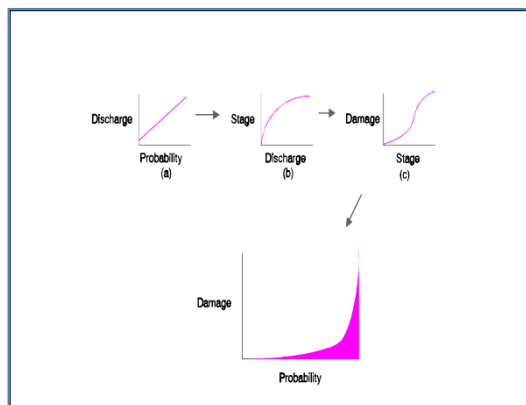 Discharge
Probability
(a)
Stage
Discharge
(b)
Damage
Stage
(c)
Damage
Probability